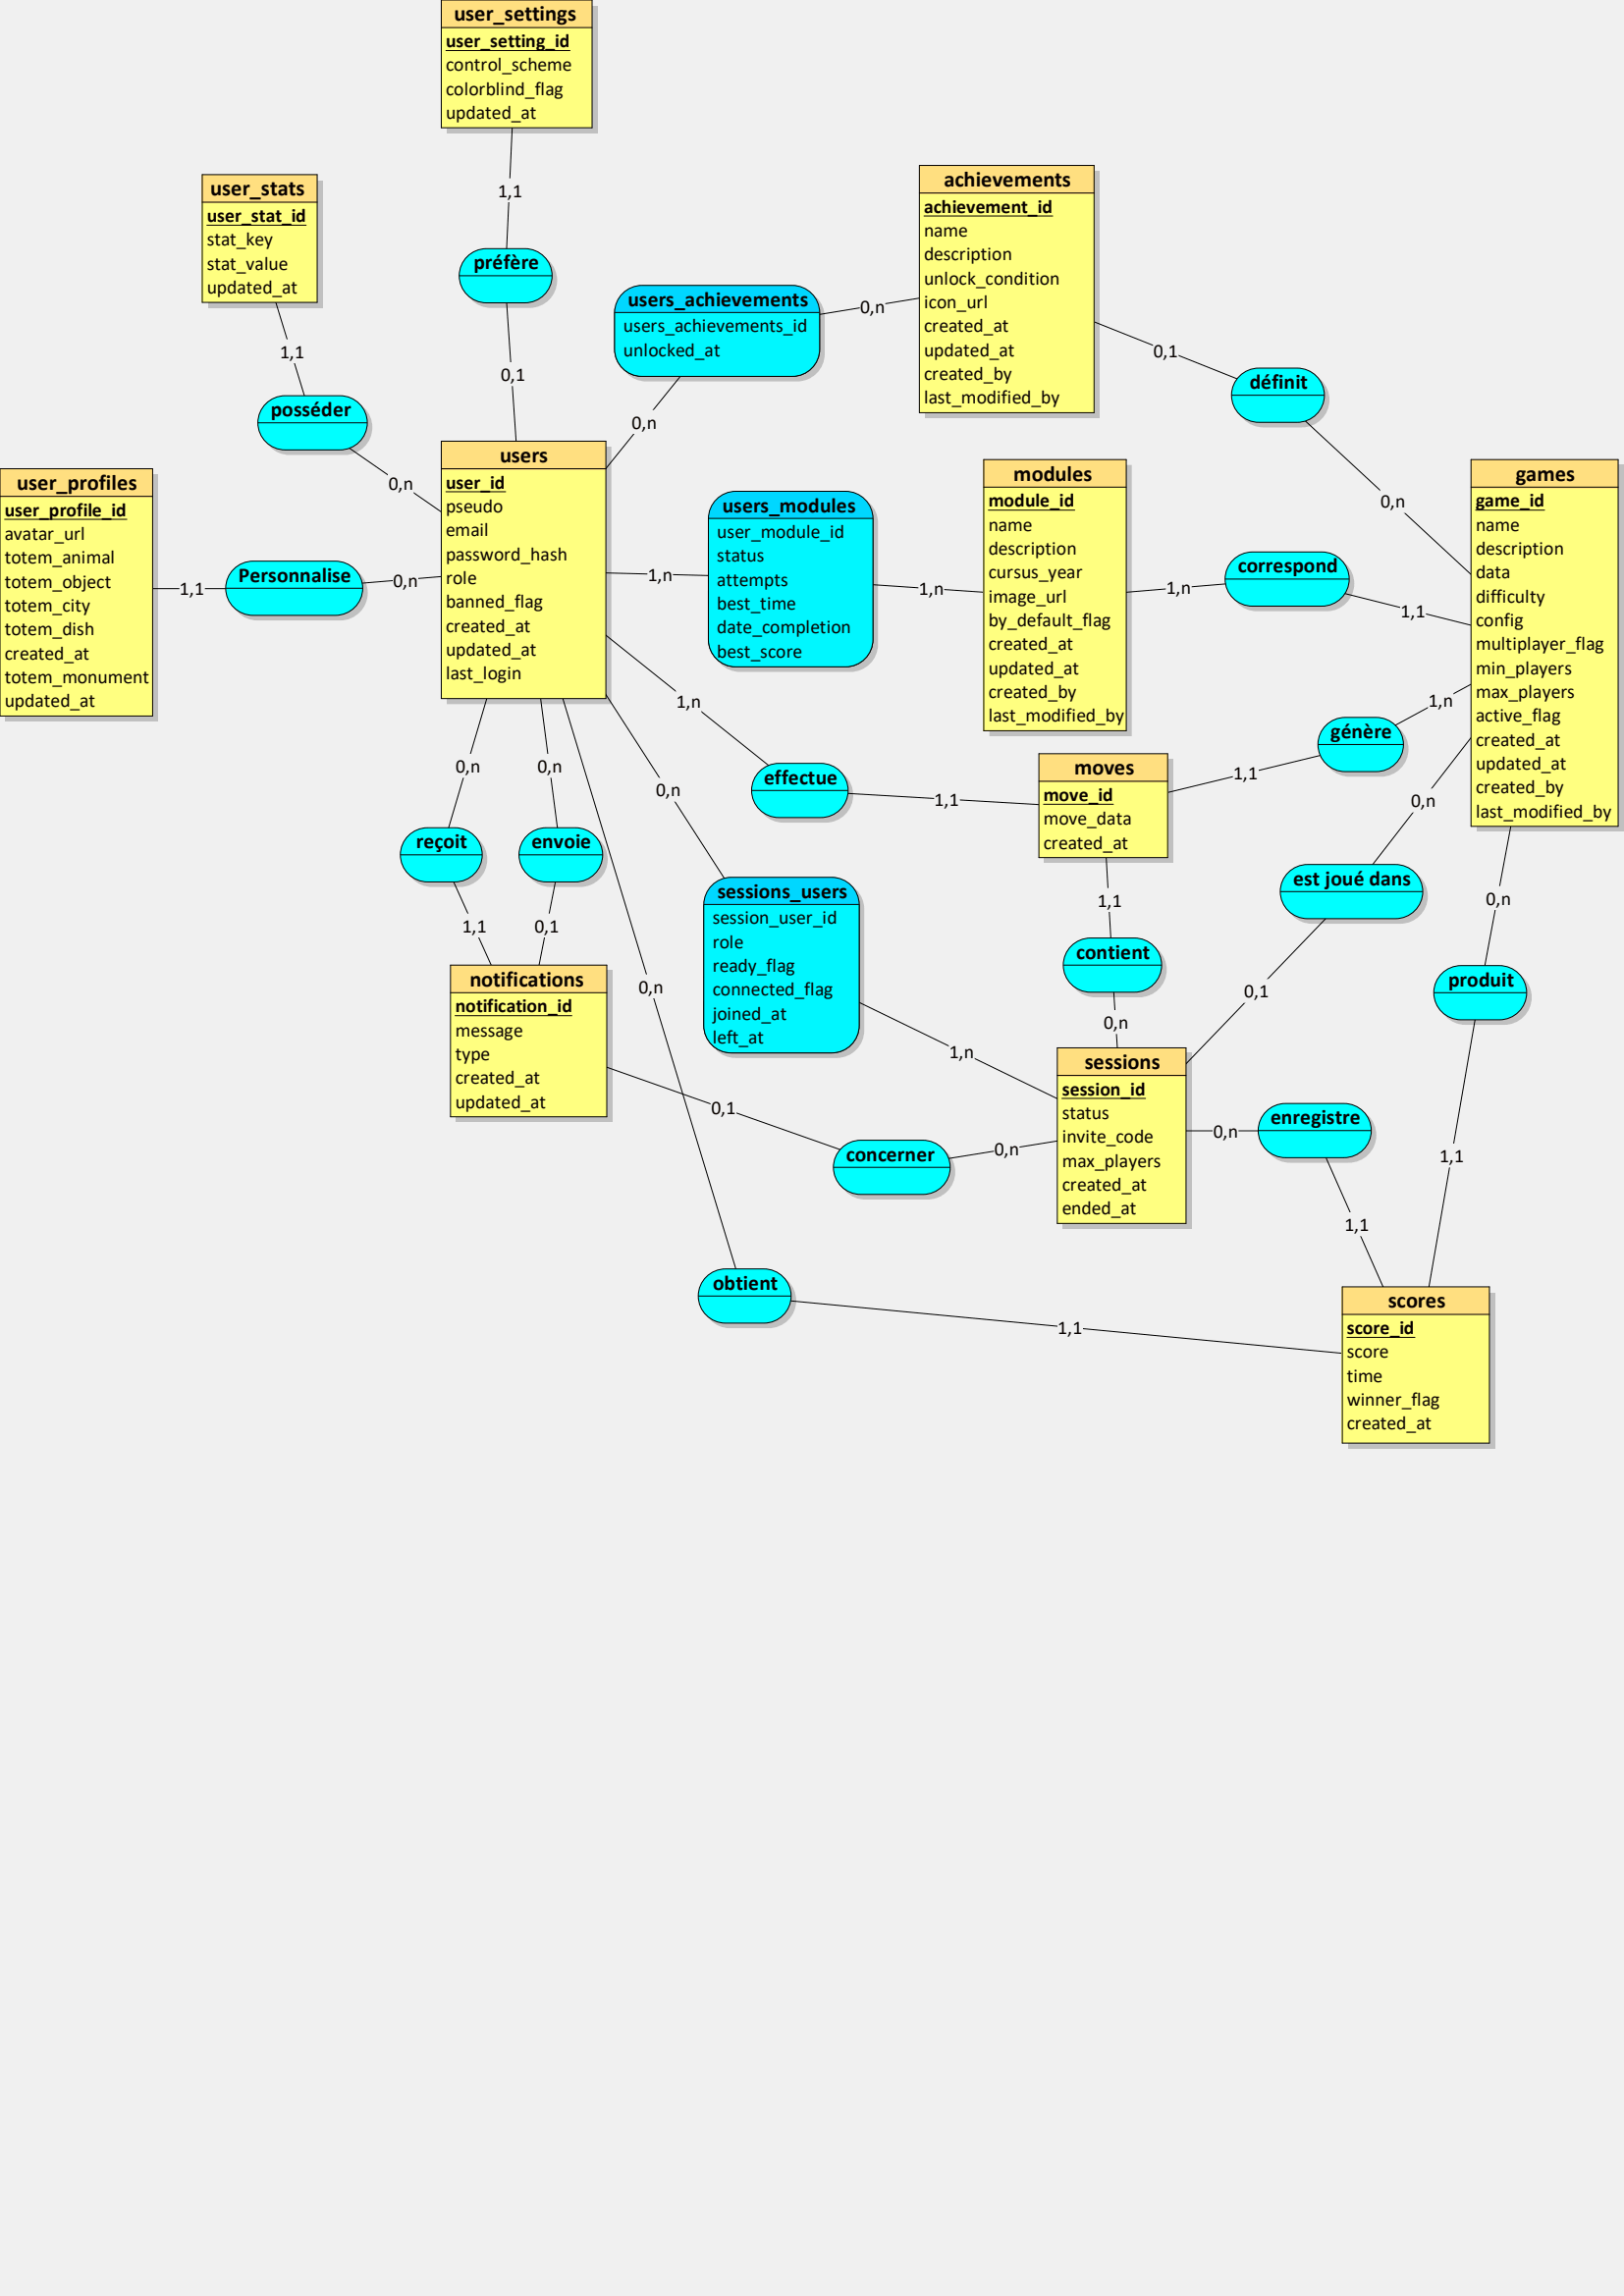 user_settings
user_setting_id
control_scheme
colorblind_flag
updated_at
1,1
préfère
0,1
user_stats
user_stat_id
stat_key
stat_value
updated_at
1,1
posséder
0,n
achievements
achievement_id
name
description
unlock_condition
icon_url
created_at
updated_at
created_by
last_modified_by
users_achievements
users_achievements_id
unlocked_at
0,n
0,n
0,1
définit
0,n
user_profiles
user_profile_id
avatar_url
totem_animal
totem_object
totem_city
totem_dish
created_at
totem_monument
updated_at
1,1
Personnalise
0,n
users
user_id
pseudo
email
password_hash
role
banned_flag
created_at
updated_at
last_login
1,n
users_modules
user_module_id
status
attempts
best_time
date_completion
best_score
1,n
modules
module_id
name
description
cursus_year
image_url
by_default_flag
created_at
updated_at
created_by
last_modified_by
1,n
correspond
1,1
games
game_id
name
description
data
difficulty
config
multiplayer_flag
min_players
max_players
active_flag
created_at
updated_at
created_by
last_modified_by
1,n
génère
1,1
1,n
effectue
1,1
moves
move_id
move_data
created_at
0,n
reçoit
1,1
0,n
envoie
0,1
0,n
sessions_users
session_user_id
role
ready_flag
connected_flag
joined_at
left_at
1,n
1,1
contient
0,n
0,n
est joué dans
0,1
0,n
produit
1,1
notifications
notification_id
message
type
created_at
updated_at
0,1
concerner
0,n
sessions
session_id
status
invite_code
max_players
created_at
ended_at
0,n
enregistre
1,1
0,n
obtient
1,1
scores
score_id
score
time
winner_flag
created_at